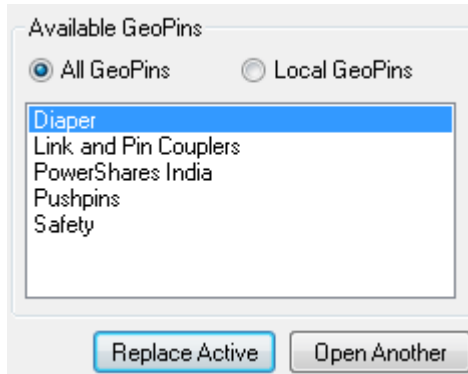 Available GeoPins
All GeoPins Local GeoPins
Diaper
Link and Pin Couplers
PowerShares India
Pushpins
Safety
Replace Active Open Another